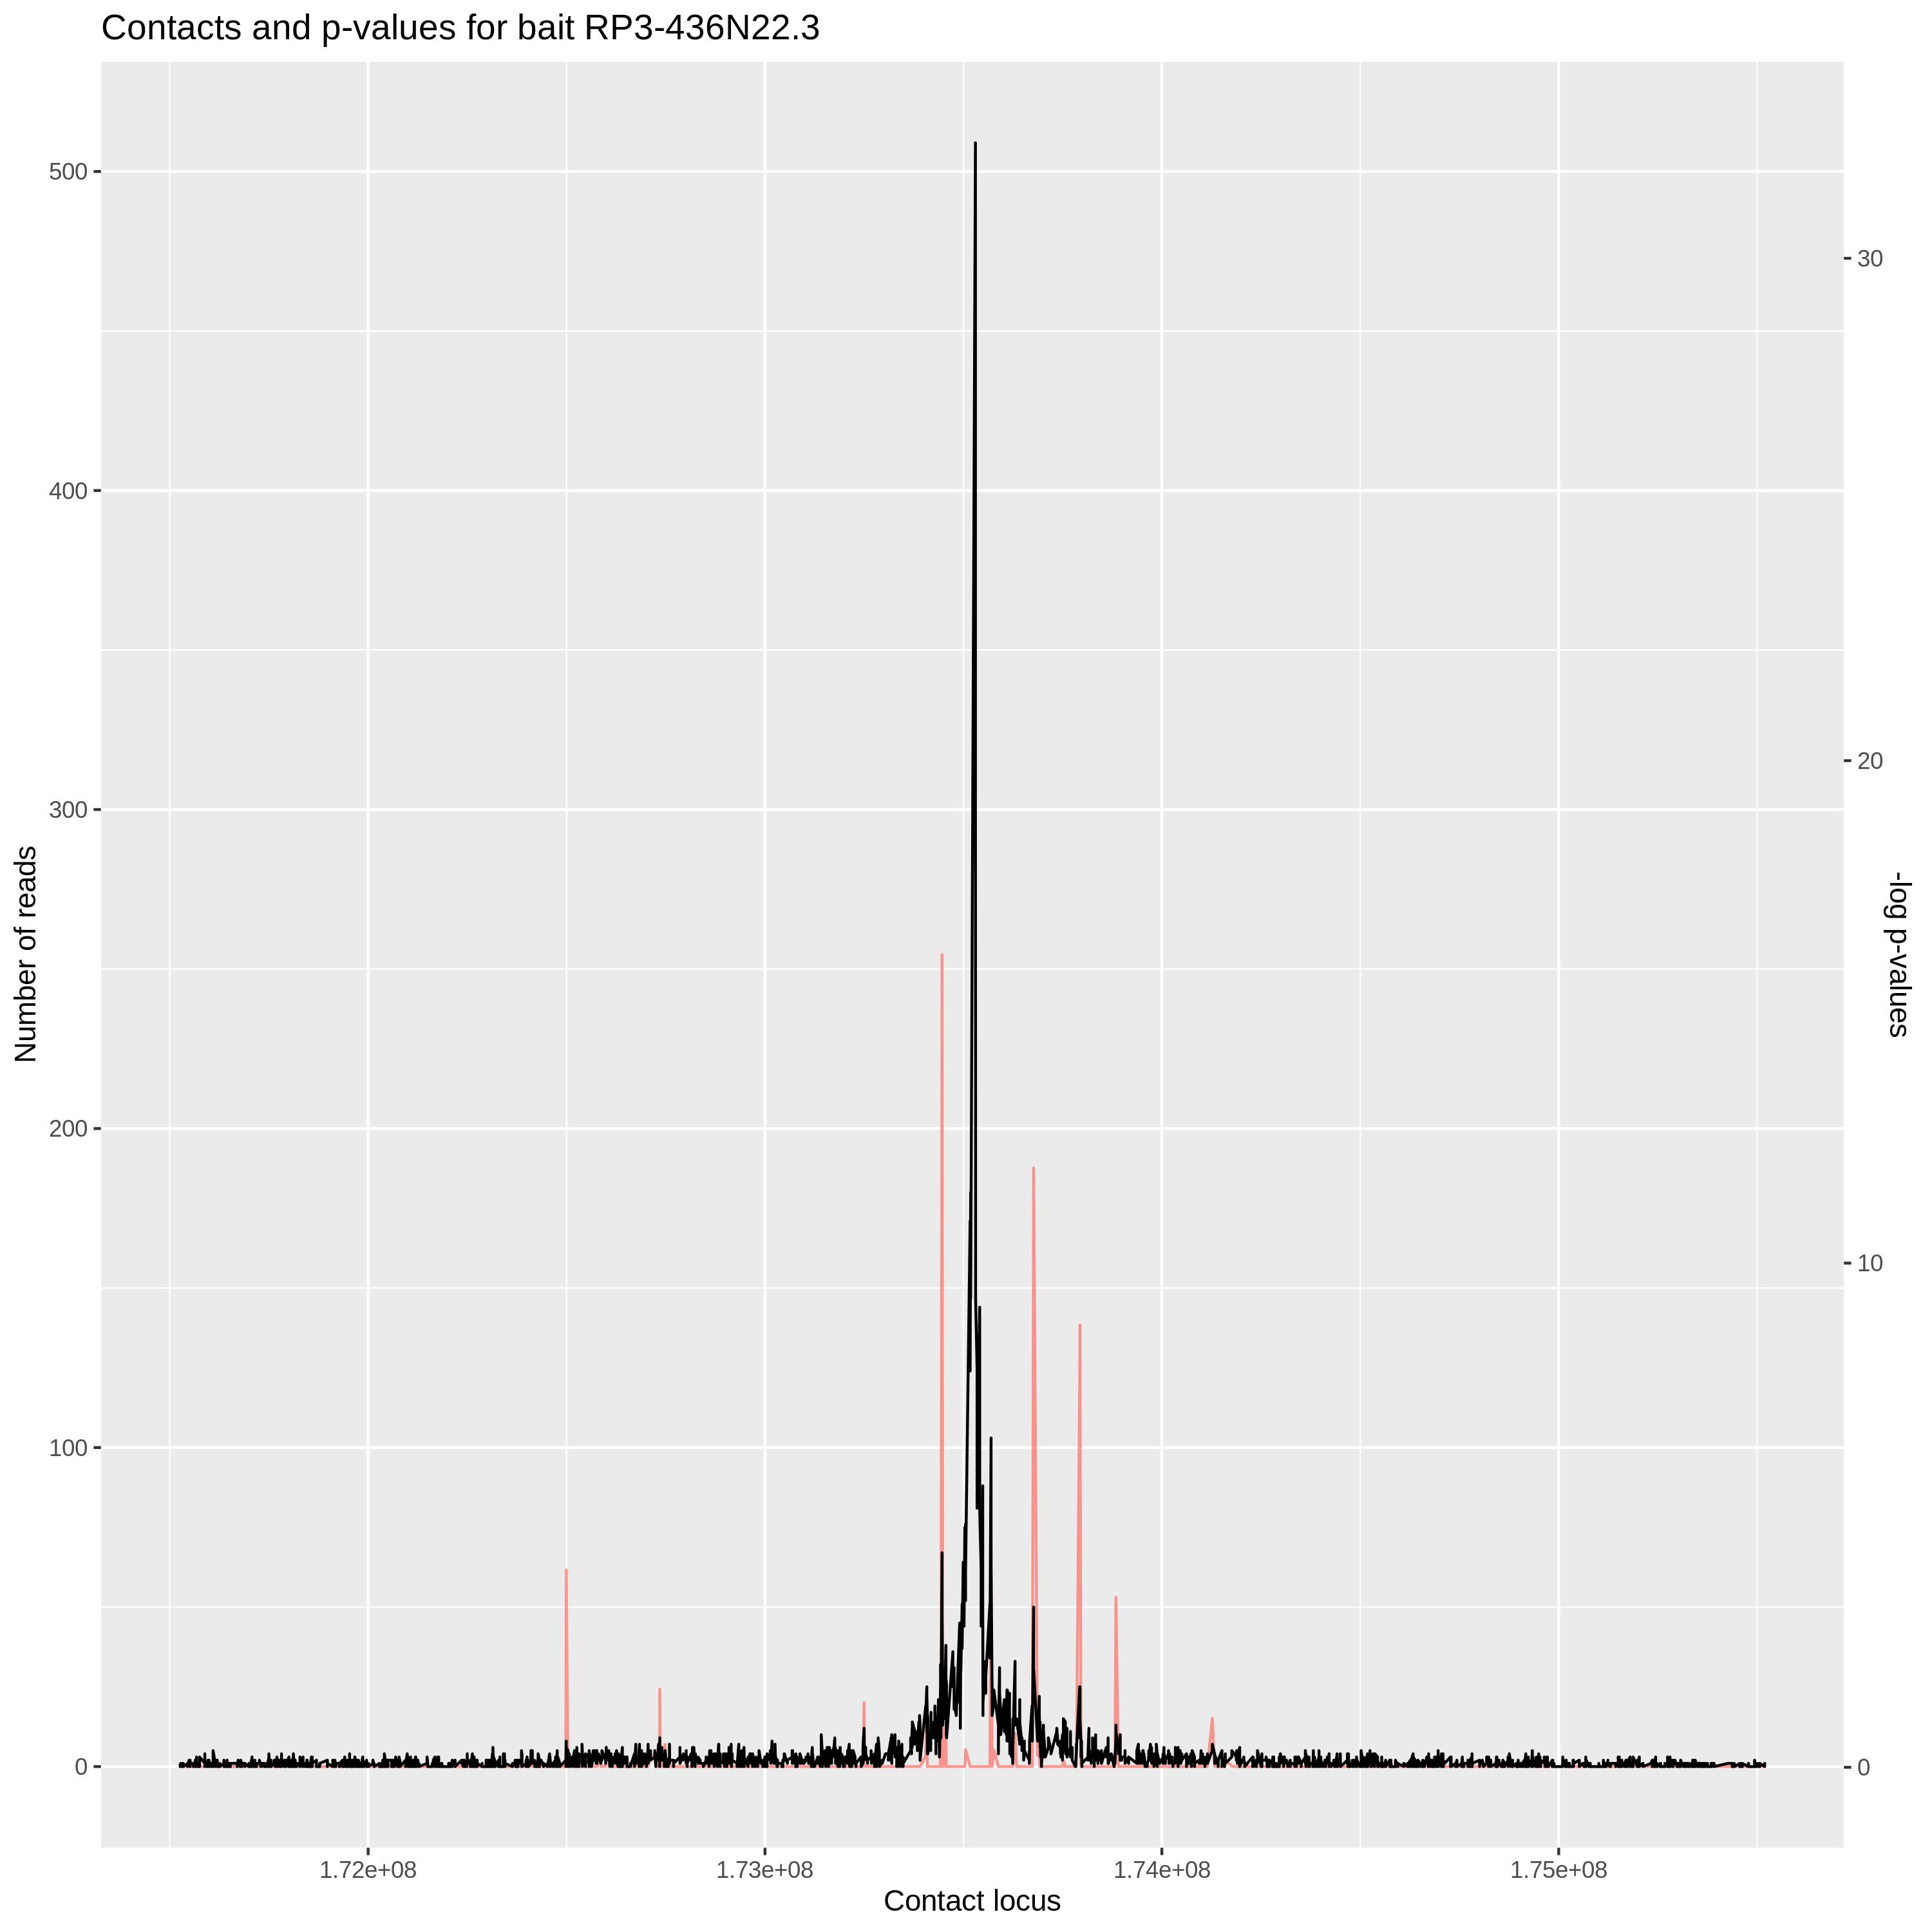 Contacts and p-values for bait RP3-436N22.3
500
400
300
200
100
0
Number of reads
30
20
10
0
-log p-values
1.72e+08
1.73e+08
1.74e+08
1.75e+08
Contact locus